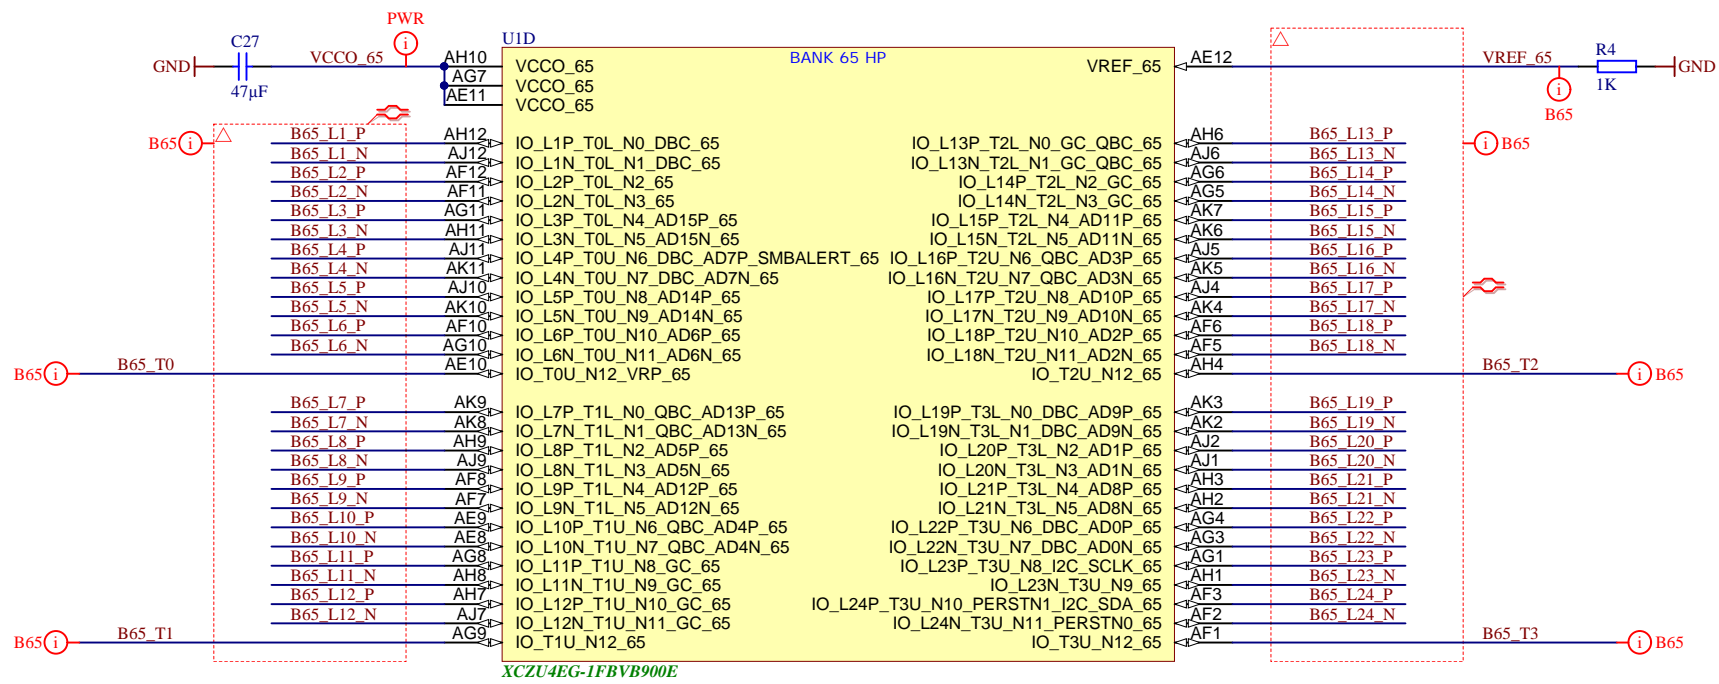 PWR
i
C27
GND
47µF
VCCO_65
U1D
BANK 65 HP
AH10 VCCO_65
AG7 VCCO_65
AE11 VCCO_65
VREF_65 AE12
VREF_65
R4
1K
GND
i
B65
B65 i
B65_L1_P AH12 IO_L1P_T0L_N0_DBC_65
B65_L1_N AJ12 IO_L1N_T0L_N1_DBC_65
B65_L2_P AF12 IO_L2P_T0L_N2_65
B65_L2_N AF11 IO_L2N_T0L_N3_65
B65_L3_P AG11 IO_L3P_T0L_N4_AD15P_65
B65_L3_N AH11 IO_L3N_T0L_N5_AD15N_65
B65_L4_P AJ11 IO_L4P_T0U_N6_DBC_AD7P_SMBALERT_65
B65_L4_N AK11 IO_L4N_T0U_N7_DBC_AD7N_65
B65_L5_P AJ10 IO_L5P_T0U_N8_AD14P_65
B65_L5_N AK10 IO_L5N_T0U_N9_AD14N_65
B65_L6_P AF10 IO_L6P_T0U_N10_AD6P_65
B65_L6_N AG10 IO_L6N_T0U_N11_AD6N_65
B65 i B65_T0 AE10 IO_T0U_N12_VRP_65
B65_L7_P AK9 IO_L7P_T1L_N0_QBC_AD13P_65
B65_L7_N AK8 IO_L7N_T1L_N1_QBC_AD13N_65
B65_L8_P AH9 IO_L8P_T1L_N2_AD5P_65
B65_L8_N AJ9 IO_L8N_T1L_N3_AD5N_65
B65_L9_P AF8 IO_L9P_T1L_N4_AD12P_65
B65_L9_N AF7 IO_L9N_T1L_N5_AD12N_65
B65_L10_P AE9 IO_L10P_T1U_N6_QBC_AD4P_65
B65_L10_N AE8 IO_L10N_T1U_N7_QBC_AD4N_65
B65_L11_P AG8 IO_L11P_T1U_N8_GC_65
B65_L11_N AH8 IO_L11N_T1U_N9_GC_65
B65_L12_P AH7 IO_L12P_T1U_N10_GC_65
B65_L12_N AJ7 IO_L12N_T1U_N11_GC_65
B65 i B65_T1 AG9 IO_T1U_N12_65
IO_L13P_T2L_N0_GC_QBC_65 AH6 B65_L13_P
i B65
IO_L13N_T2L_N1_GC_QBC_65 AJ6 B65_L13_N
IO_L14P_T2L_N2_GC_65 AG6 B65_L14_P
IO_L14N_T2L_N3_GC_65 AG5 B65_L14_N
IO_L15P_T2L_N4_AD11P_65 AK7 B65_L15_P
IO_L15N_T2L_N5_AD11N_65 AK6 B65_L15_N
IO_L16P_T2U_N6_QBC_AD3P_65 AJ5 B65_L16_P
IO_L16N_T2U_N7_QBC_AD3N_65 AK5 B65_L16_N
IO_L17P_T2U_N8_AD10P_65 AJ4 B65_L17_P
IO_L17N_T2U_N9_AD10N_65 AK4 B65_L17_N
IO_L18P_T2U_N10_AD2P_65 AF6 B65_L18_P
IO_L18N_T2U_N11_AD2N_65 AF5 B65_L18_N
IO_T2U_N12_65 AH4 B65_T2 i B65
IO_L19P_T3L_N0_DBC_AD9P_65 AK3 B65_L19_P
IO_L19N_T3L_N1_DBC_AD9N_65 AK2 B65_L19_N
IO_L20P_T3L_N2_AD1P_65 AJ2 B65_L20_P
IO_L20N_T3L_N3_AD1N_65 AJ1 B65_L20_N
IO_L21P_T3L_N4_AD8P_65 AH3 B65_L21_P
IO_L21N_T3L_N5_AD8N_65 AH2 B65_L21_N
IO_L22P_T3U_N6_DBC_AD0P_65 AG4 B65_L22_P
IO_L22N_T3U_N7_DBC_AD0N_65 AG3 B65_L22_N
IO_L23P_T3U_N8_I2C_SCLK_65 AG1 B65_L23_P
IO_L23N_T3U_N9_65 AH1 B65_L23_N
IO_L24P_T3U_N10_PERSTN1_I2C_SDA_65 AF3 B65_L24_P
IO_L24N_T3U_N11_PERSTN0_65 AF2 B65_L24_N
IO_T3U_N12_65 AF1 B65_T3 i B65
XCZU4EG-1FBVB900E